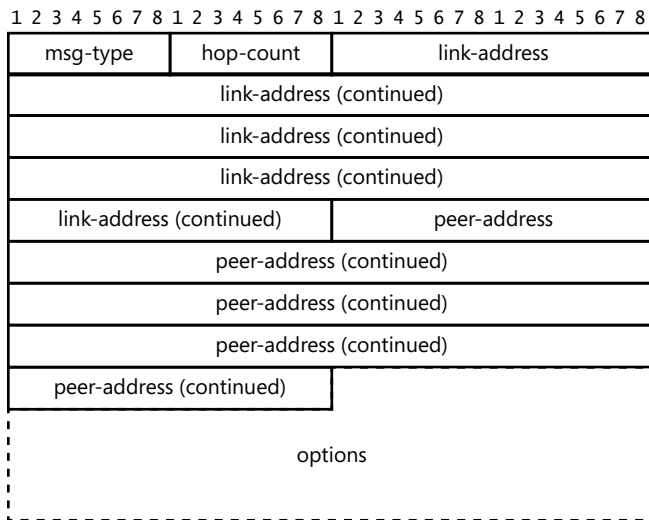 1 2 3 4 5 6 7 8 1 2 3 4 5 6 7 8 1 2 3 4 5 6 7 8 1 2 3 4 5 6 7 8
msg-type hop-count link-address
link-address (continued)
link-address (continued)
link-address (continued)
link-address (continued) peer-address
peer-address (continued)
peer-address (continued)
peer-address (continued)
peer-address (continued)
options